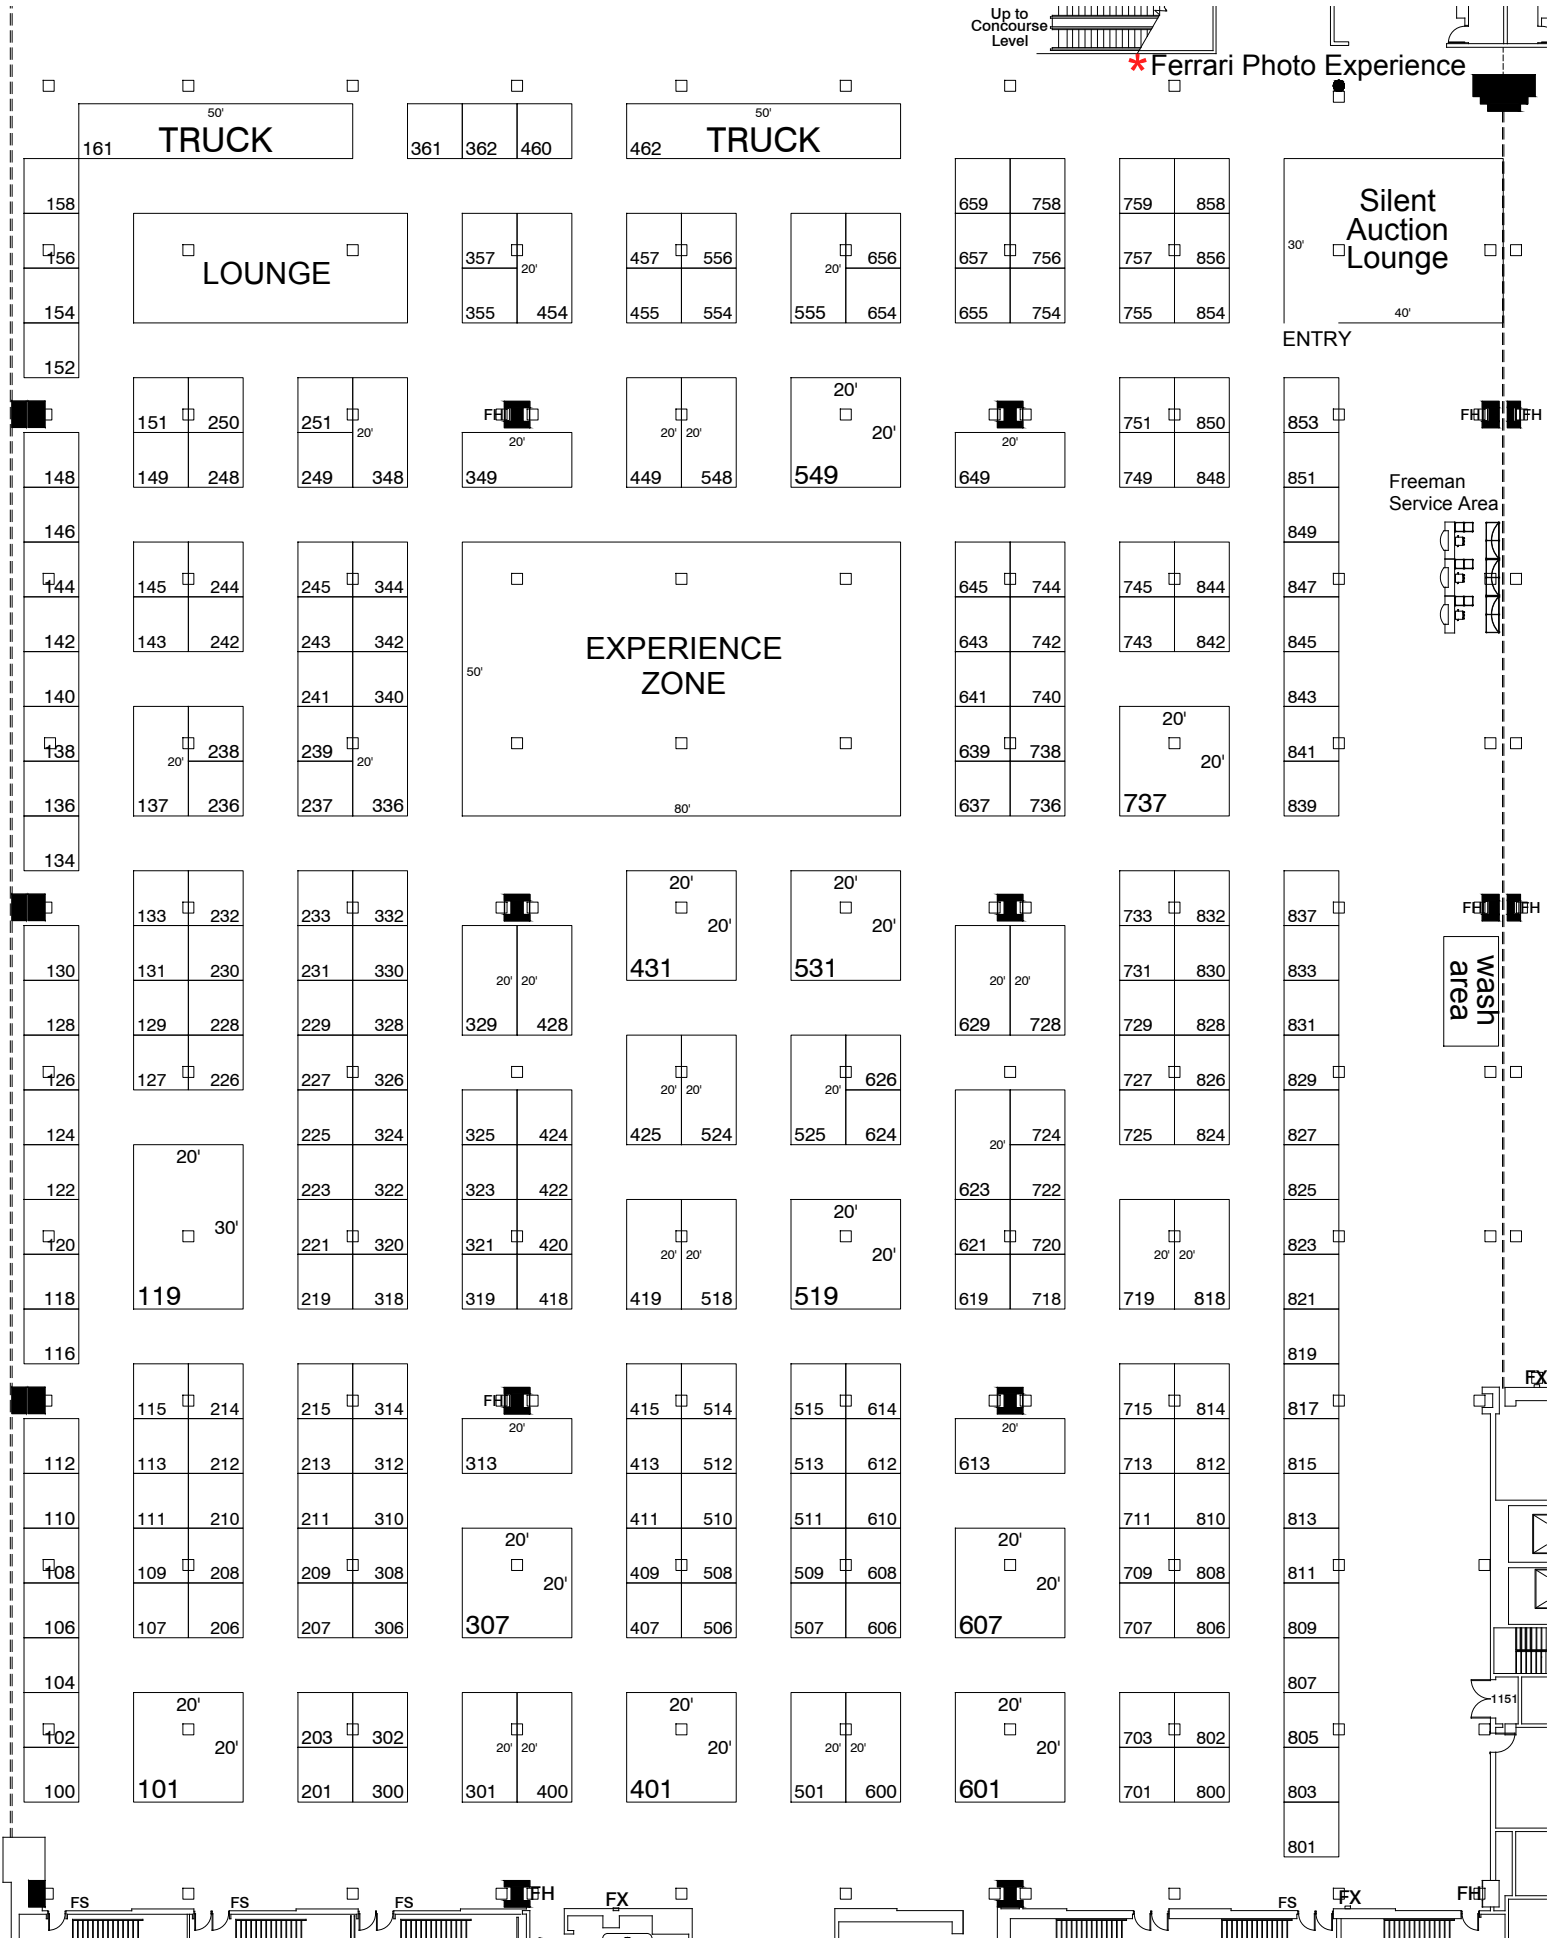 Up to
Concourse
Level
* Ferrari Photo Experience
50' 50'
161 TRUCK 361 362 460 462 TRUCK
158 659 758 759 858 Silent
Auction
Lounge
156 LOUNGE 357 20' 457 556 20' 656 657 756 757 856 30'
154 355 454 455 554 555 654 655 754 755 854 40'
ENTRY
152
20'
151 250 251 20' FH 20' 20' 20' 20' 20' 751 850 853 FH FH
148 149 248 249 348 349 449 548 549 649 749 848 851
Freeman
Service Area
146 849
144 145 244 245 344 645 744 745 844 847
142 143 242 243 342 EXPERIENCE
ZONE 643 742 743 842 845
50'
140 241 340 641 740 843
20'
138 20' 238 239 20' 639 738 20' 841
136 137 236 237 336 80' 637 736 737 839
134
20' 20'
133 232 233 332 20' 20' 733 832 837 FH FH
130 131 230 231 330 20' 20' 431 531 20' 20' 731 830 833 wash
area
128 129 228 229 328 329 428 629 728 729 828 831
126 127 226 227 326 20' 20' 20' 626 727 826 829
124 225 324 325 424 425 524 525 624 20' 724 725 824 827
20'
122 223 322 323 422 623 722 825
20'
120 30' 221 320 321 420 20' 20' 20' 621 720 20' 20' 823
118 119 219 318 319 418 419 518 519 619 718 719 818 821
116 819
FX
115 214 215 314 FH 20' 415 514 515 614 20' 715 814 817
112 113 212 213 312 313 413 512 513 612 613 713 812 815
110 111 210 211 310 411 510 511 610 711 810 813
20' 20'
108 109 208 209 308 20' 409 508 509 608 20' 709 808 811
106 107 206 207 306 307 407 506 507 606 607 707 806 809
104 807
20' 20' 20' 1151
102 20' 203 302 20' 20' 20' 20' 20' 20' 703 802 805
100 101 201 300 301 400 401 501 600 601 701 800 803
801
FS FS FS FH FX FS FX FH